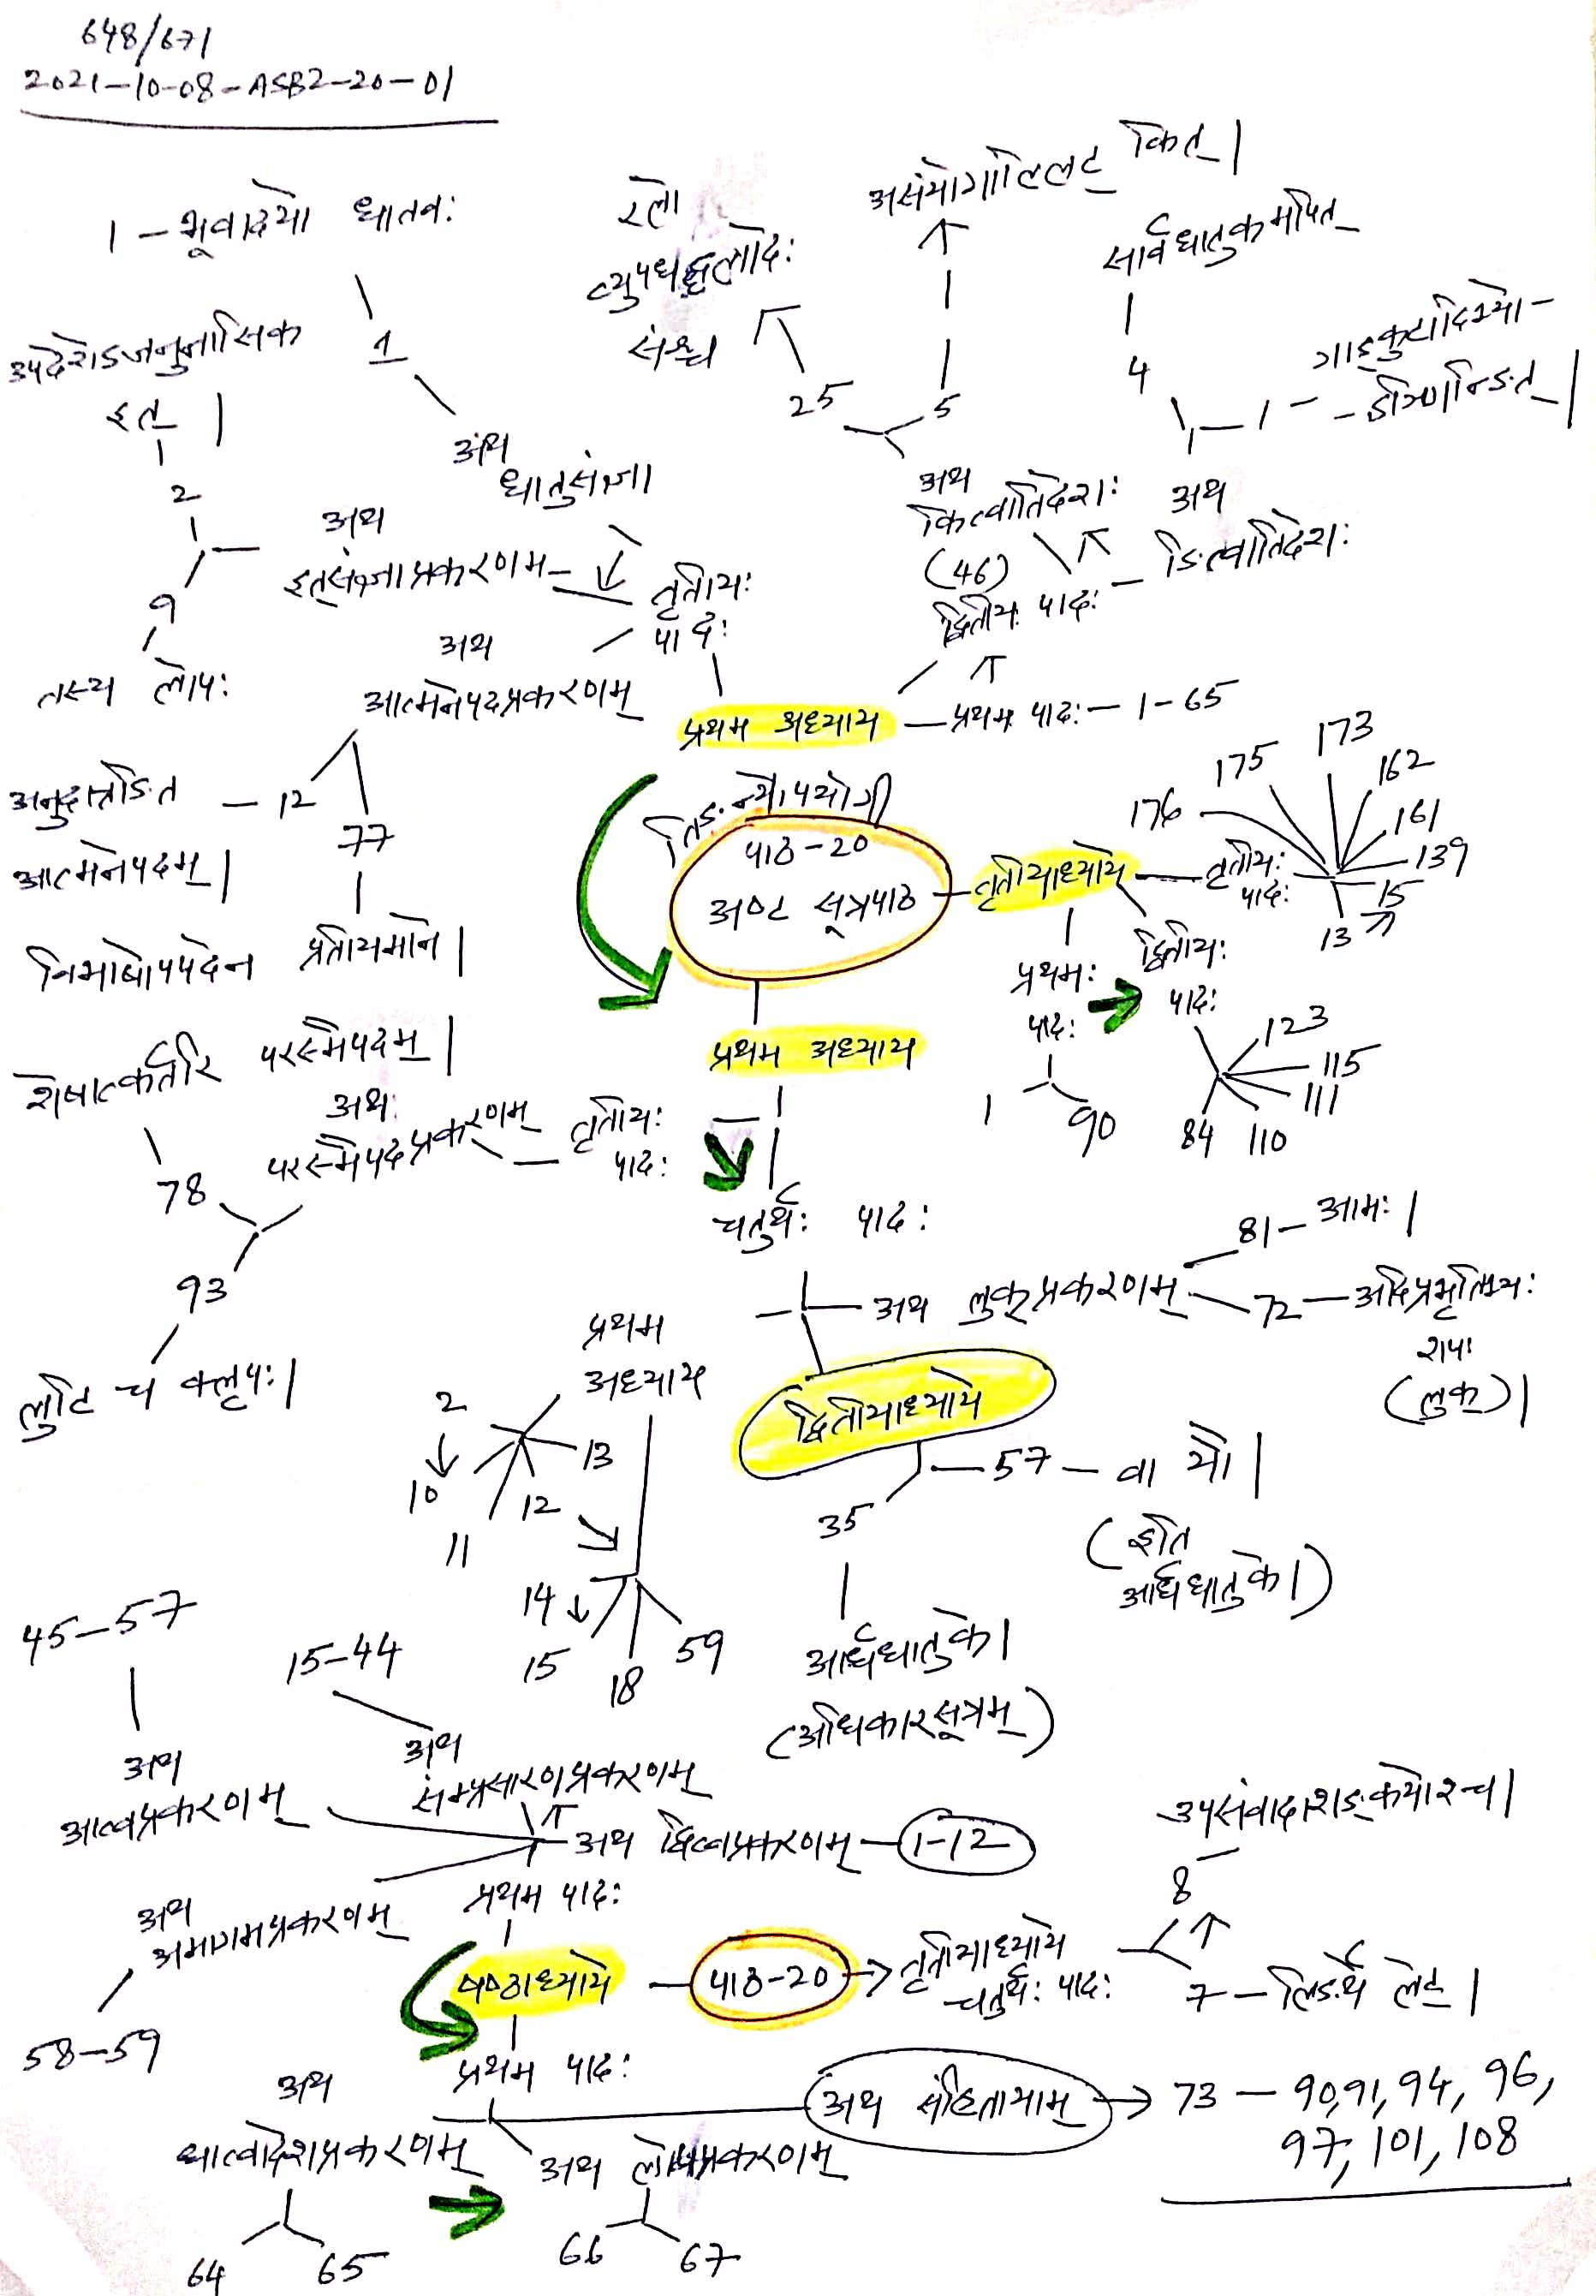 648/671
2021-10-08-ASB2-20-01
1 - भूवादयो धातवः
1
अथ
धातुसंज्ञा
रलो
व्युपधाद्धलादेः
संश्च
25
असंयोगाल्लिट् कित् |
5
सार्वधातुकमपित्
4
1 - गाङ्कुटादिभ्यो-
- ञ्णिन्ङित् |
उपदेशेऽजनुनासिक
इत् |
2
9
तस्य लोपः
अथ
इत्संज्ञाप्रकरणम्
तृतीयः
पादः
अथ
कित्वातिदेशः
(46)
द्वितीयः पादः
अथ
ङित्वातिदेशः
अथ
आत्मनेपदप्रकरणम्
प्रथम अध्याय
प्रथमः पादः - 1-65
अनुदात्तङित - 12
आत्मनेपदम् |
77
विभाषोपपदेन प्रतीयमाने |
तिङन्तोपयोगी
पाठ-20
अष्ट सूत्रपाठ
तृतीयाध्याये
तृतीयः
पादः
176
175
173
162
161
139
15
13
प्रथमः
पादः
1
90
द्वितीयः
पादः
123
115
111
110
84
शेषात्कर्तरि परस्मैपदम् |
अथः
परस्मैपदप्रकरणम्
तृतीयः
पादः
78
93
लुटि च क्लृपः |
प्रथम अध्याय
चतुर्थः पादः
अथ लुक्प्रकरणम्
81 - आमः |
72 - अदिप्रभृतिभ्यः
शपः
(लुक्) |
प्रथम
अध्याय
2
10
11
12
13
14
15
18
59
द्वितीयाध्याये
57 - वा यौ |
(इति
आर्धधातुके |)
35
आर्धधातुके |
(अधिकारसूत्रम्)
45-57
अथ
आत्वप्रकरणम्
15-44
अथ
संम्प्रसारणप्रकरणम्
अथ द्वित्वप्रकरणम् - 1-12
प्रथम पादः
अथ
अमागमप्रकरणम्
58-59
उपसंवादाशङ्कयोश्च |
8
षष्ठाध्याये
पाठ-20
तृतीयाध्याये
चतुर्थः पादः
7 - लिङर्थे लेट् |
प्रथम पादः
अथ संहितायाम्
73 - 90,91, 94, 96,
97, 101, 108
अथ
धात्वादेशप्रकरणम्
64
65
अथ लोपप्रकरणम्
66
67